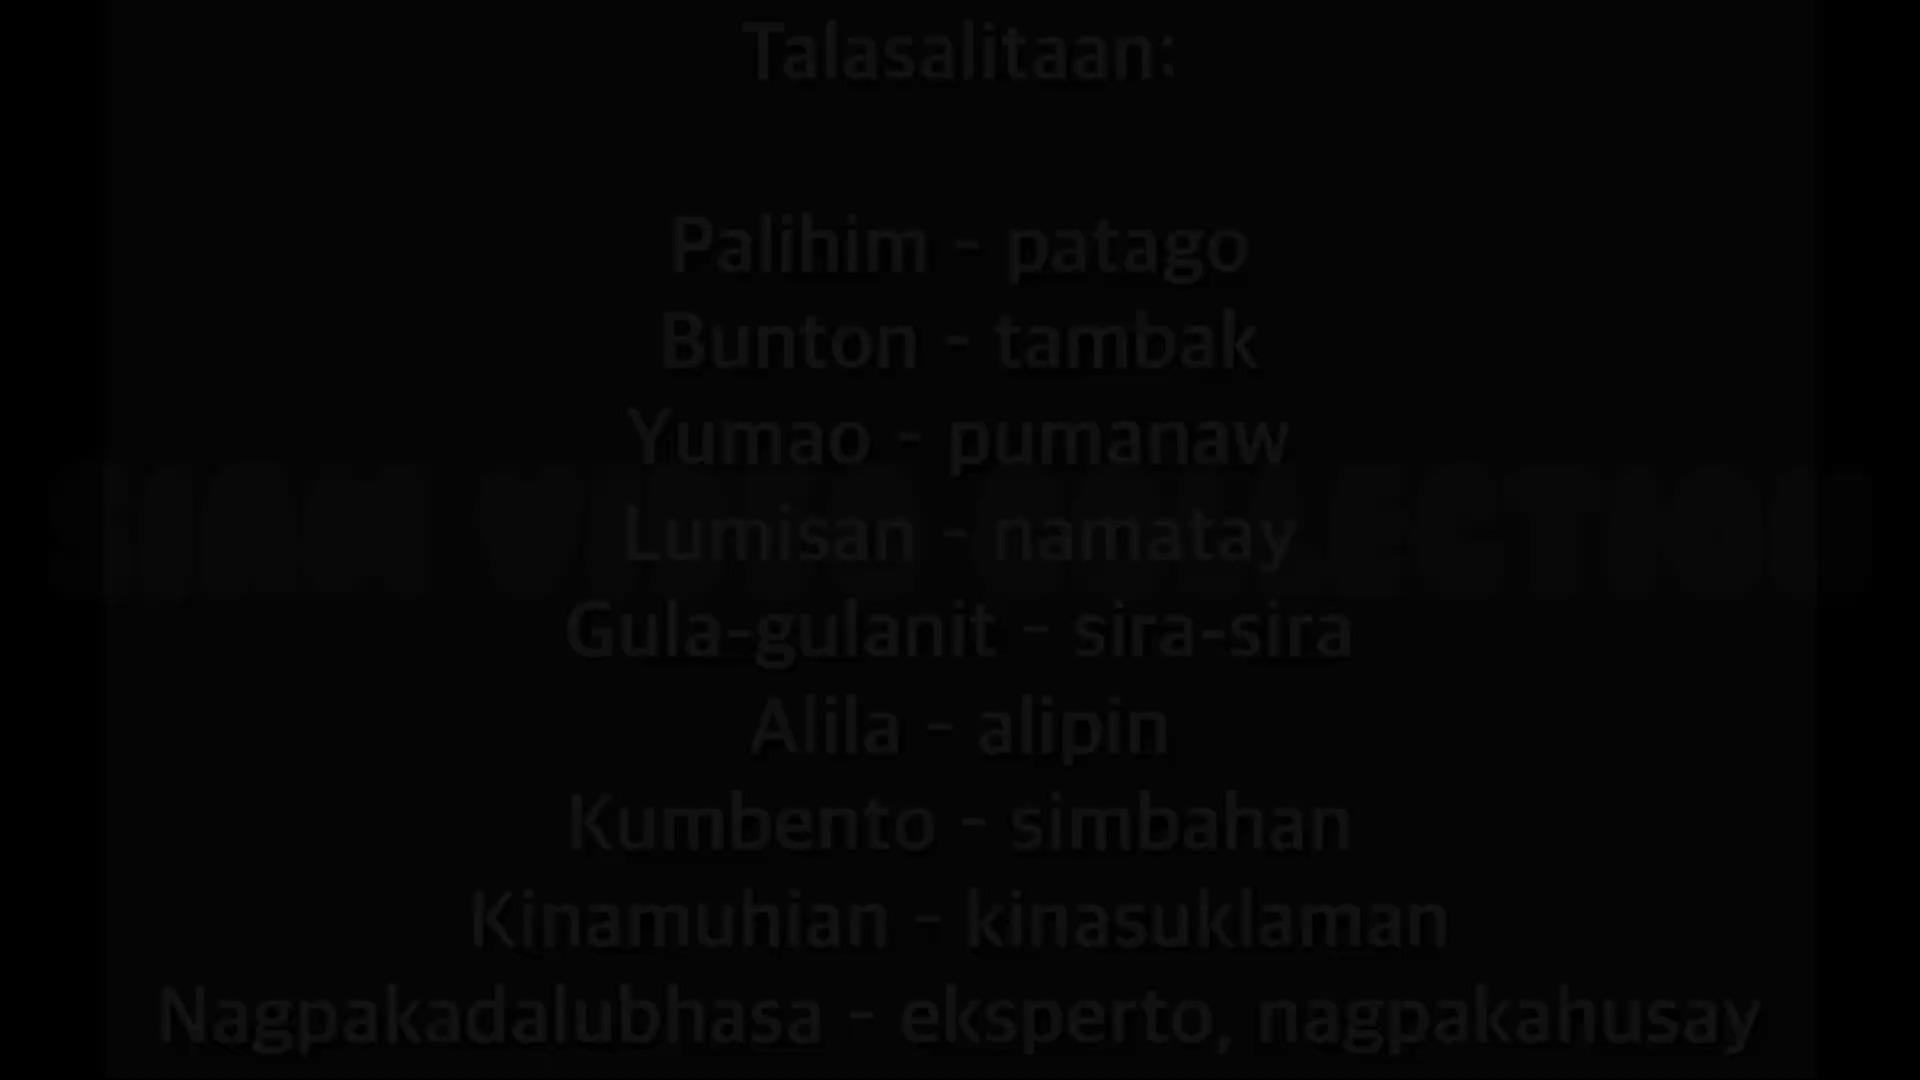 Talasalitaan:
Palihim - patago
Bunton - tambak
Yumao - pumanaw
Lumisan - namatay
Gula-gulanit - sira-sira
Alila - alipin
Kumbento - simbahan
Kinamuhian - kinasuklaman
Nagpakadalubhasa - eksperto, nagpakahusay